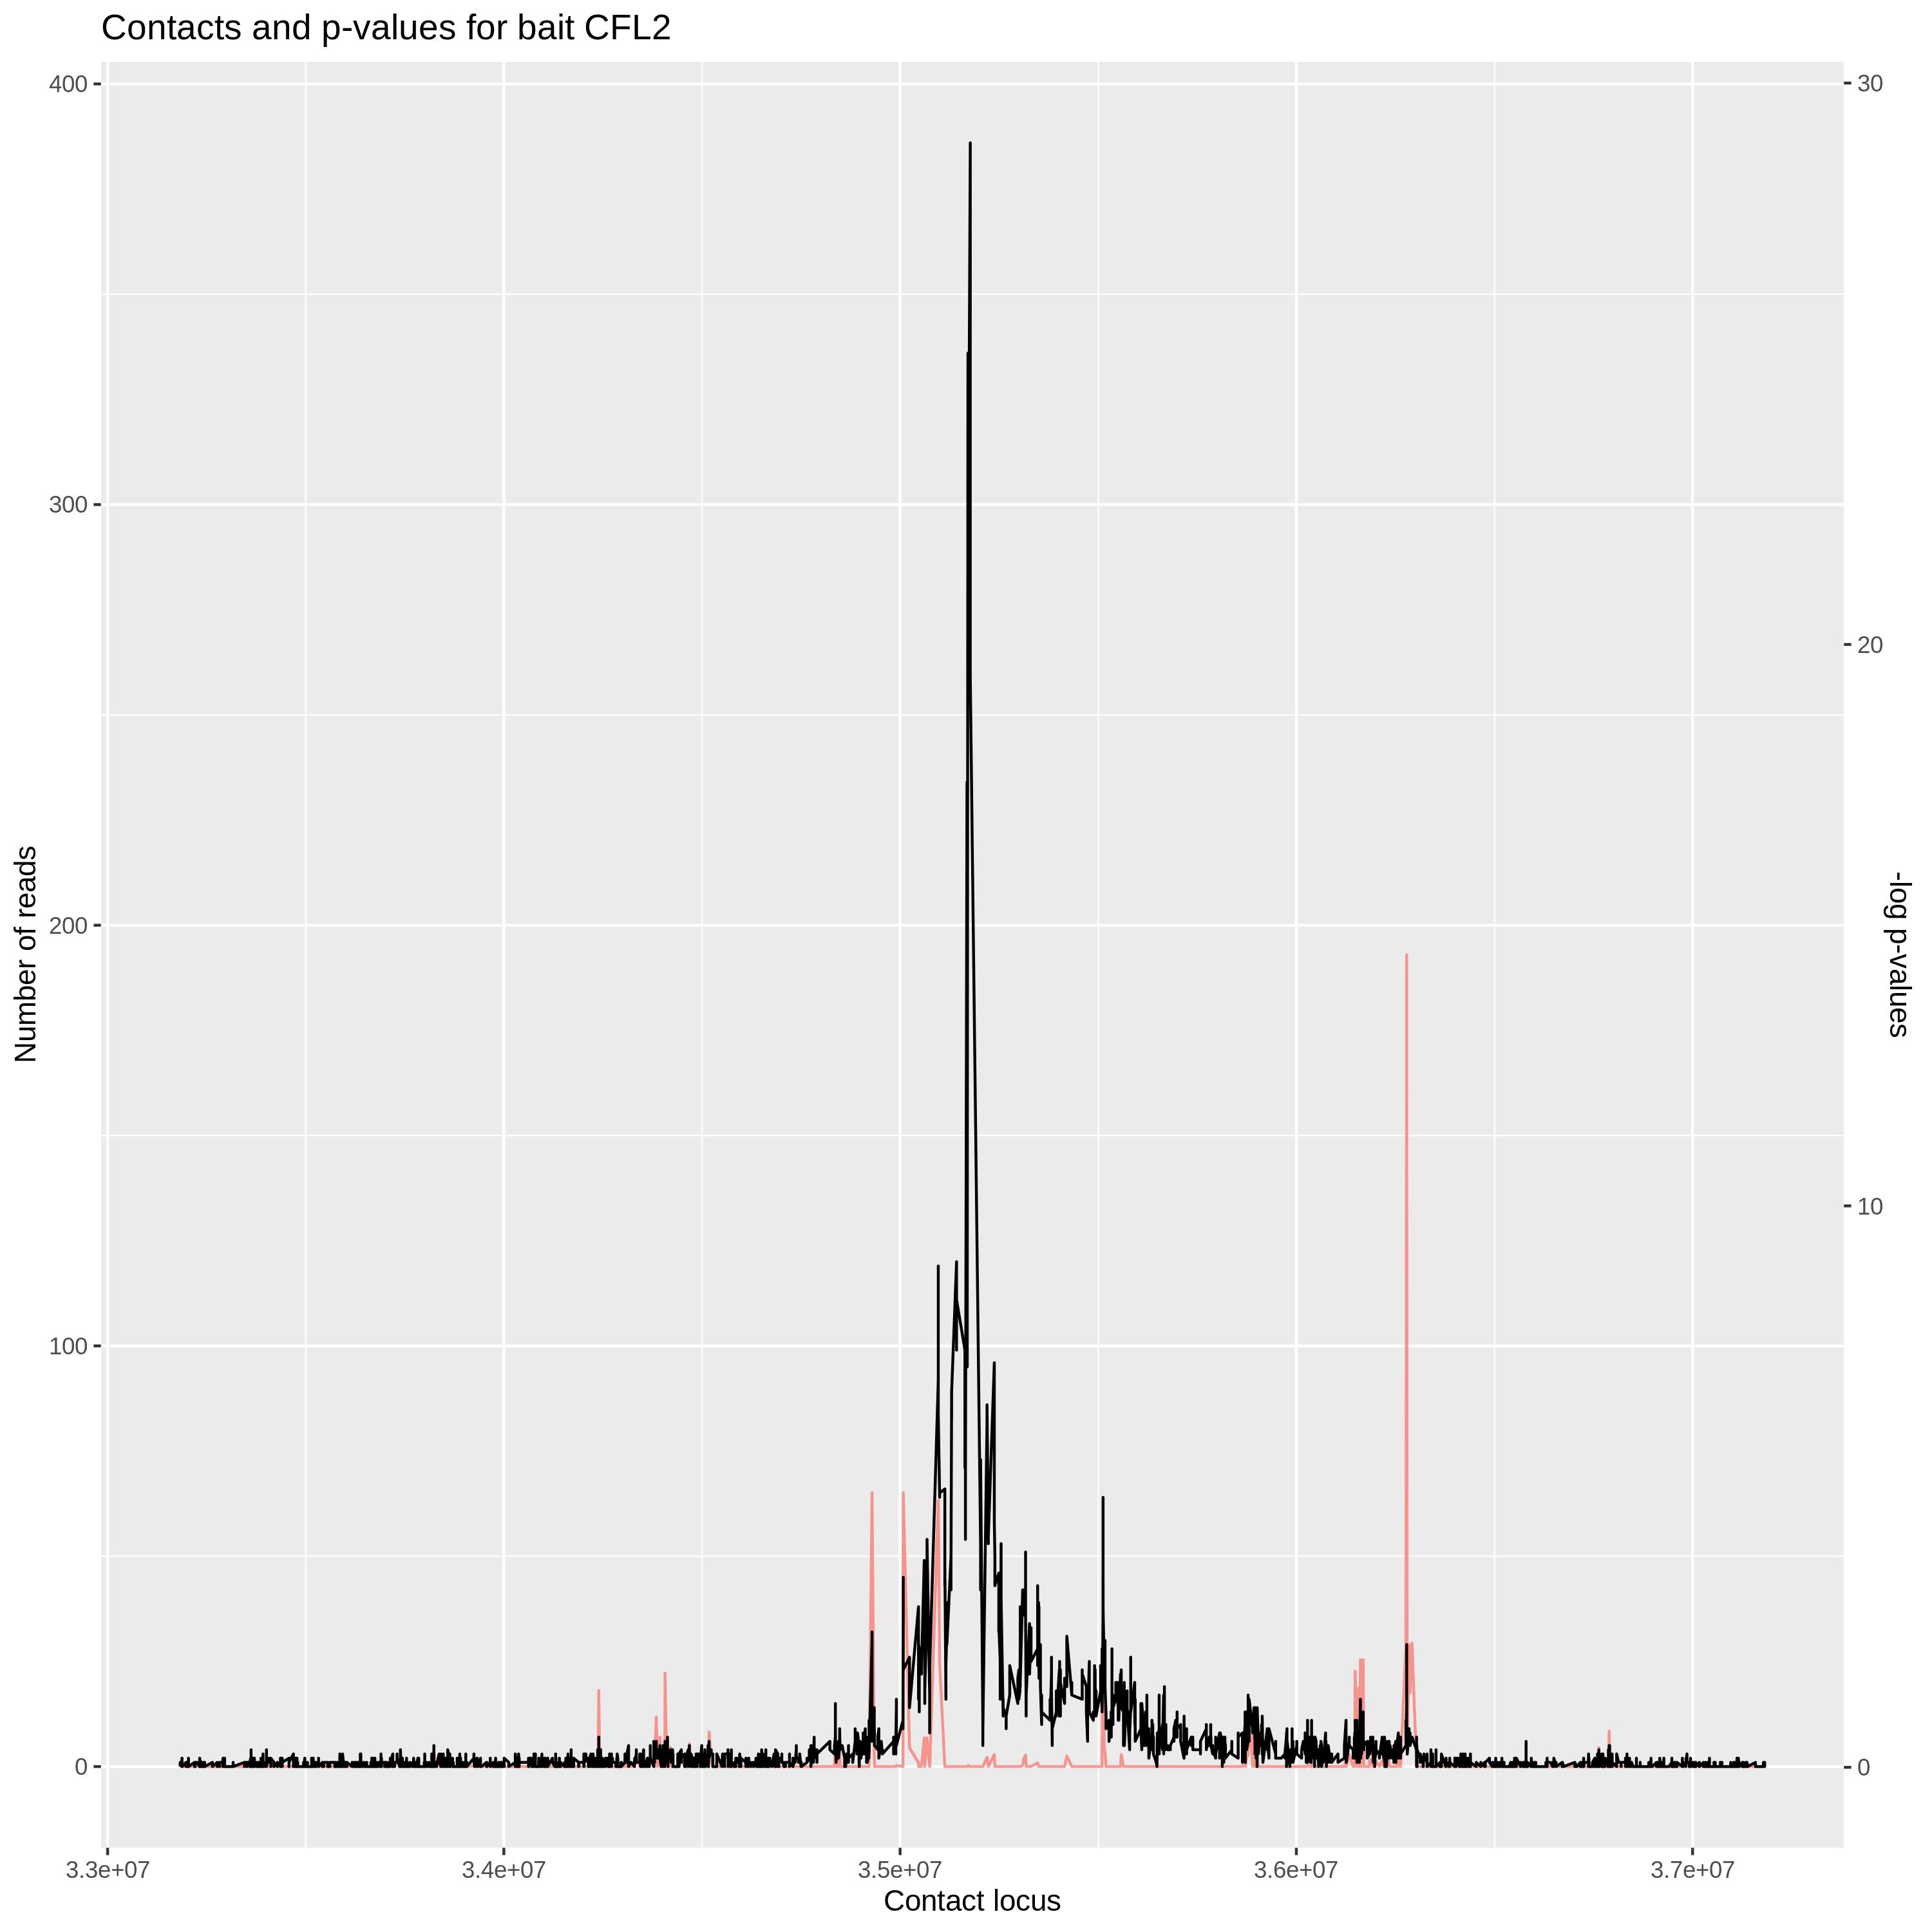 Contacts and p-values for bait CFL2
400
300
200
100
0
30
20
10
0
Number of reads
-log p-values
3.3e+07
3.4e+07
3.5e+07
3.6e+07
3.7e+07
Contact locus